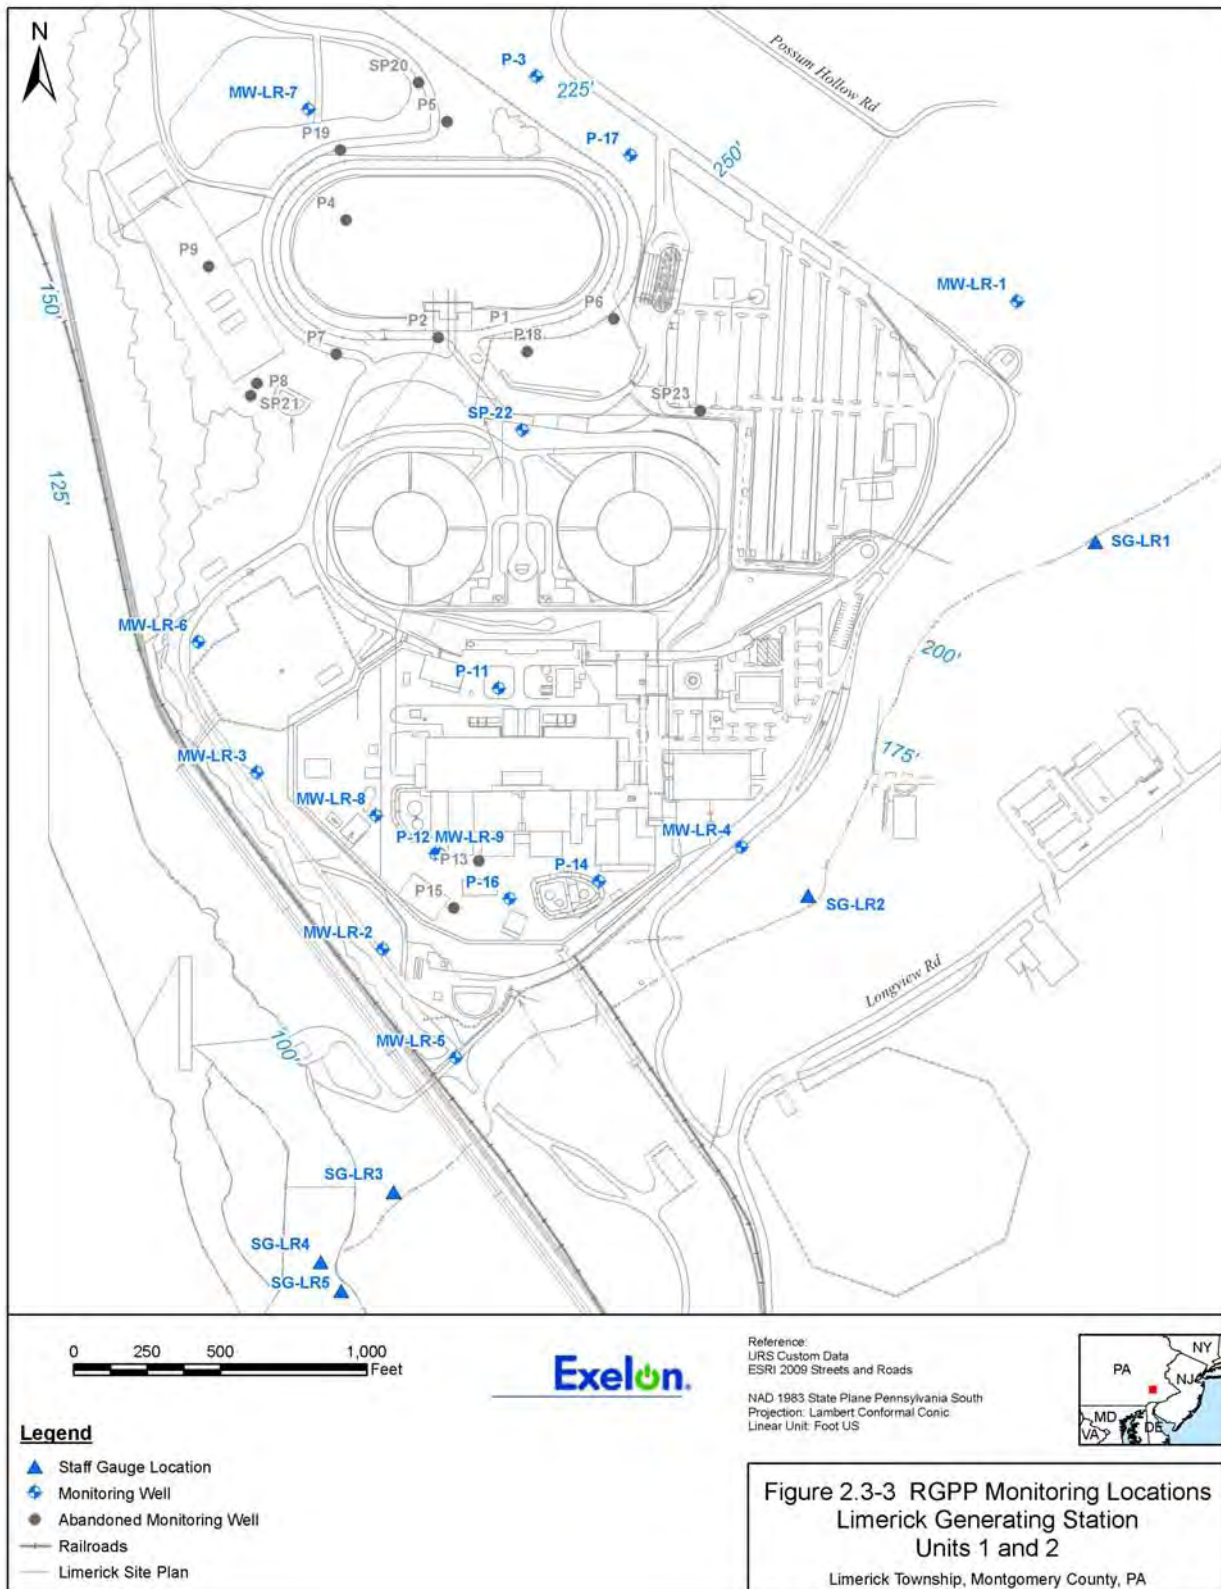 N
SP20
P-3
225'
Possum Hollow Rd
MW-LR-7
P5
P19
P-17
250'
P4
P9
MW-LR-1
150'
P6
P1
P2
P18
P7
P8
SP21
SP23
SP-22
125'
SG-LR1
MW-LR-6
200'
P-11
175'
MW-LR-3
MW-LR-8
MW-LR-4
P-12 MW-LR-9
P13
P-14
P-16
P15
SG-LR2
MW-LR-2
Longview Rd
100'
MW-LR-5
SG-LR3
SG-LR4
SG-LR5
0 250 500 1,000
Feet
Exelon.
Reference:
URS Custom Data
ESRI 2009 Streets and Roads
NAD 1983 State Plane Pennsylvania South
Projection: Lambert Conformal Conic
Linear Unit: Foot US
NY
PA
NJ
MD
DE
VA
Legend
Staff Gauge Location
Monitoring Well
Abandoned Monitoring Well
Railroads
Limerick Site Plan
Figure 2.3-3 RGPP Monitoring Locations
Limerick Generating Station
Units 1 and 2
Limerick Township, Montgomery County, PA